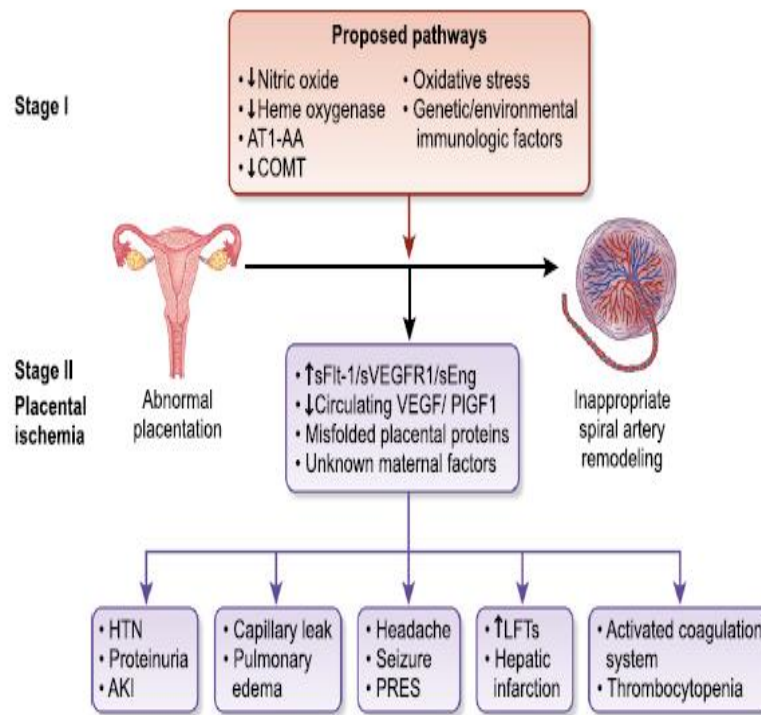 Proposed pathways
• ↓Nitric oxide
• ↓Heme oxygenase
• AT1-AA
• ↓COMT
• Oxidative stress
• Genetic/environmental
immunologic factors
Stage I
Stage II
Placental
ischemia
Abnormal
placentation
• ↑sFlt-1/sVEGFR1/sEng
• ↓Circulating VEGF/ PlGF1
• Misfolded placental proteins
• Unknown maternal factors
Inappropriate
spiral artery
remodeling
• HTN
• Proteinuria
• AKI
• Capillary leak
• Pulmonary
edema
• Headache
• Seizure
• PRES
• ↑LFTs
• Hepatic
infarction
• Activated coagulation
system
• Thrombocytopenia